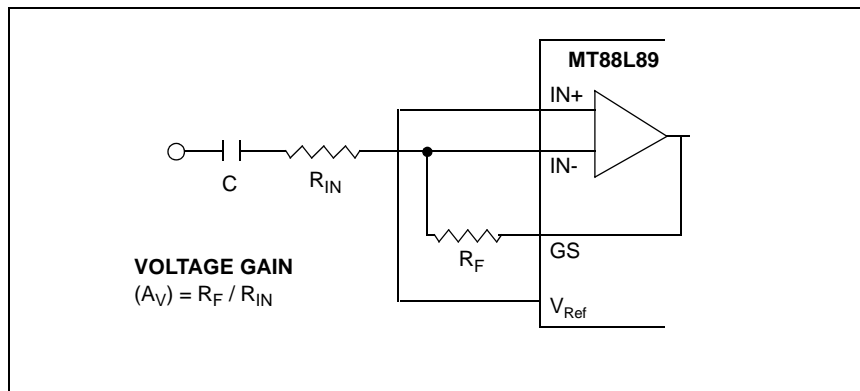 MT88L89
IN+
IN-
C
R_IN
R_F
GS
VOLTAGE GAIN
(A_V) = R_F / R_IN
V_Ref